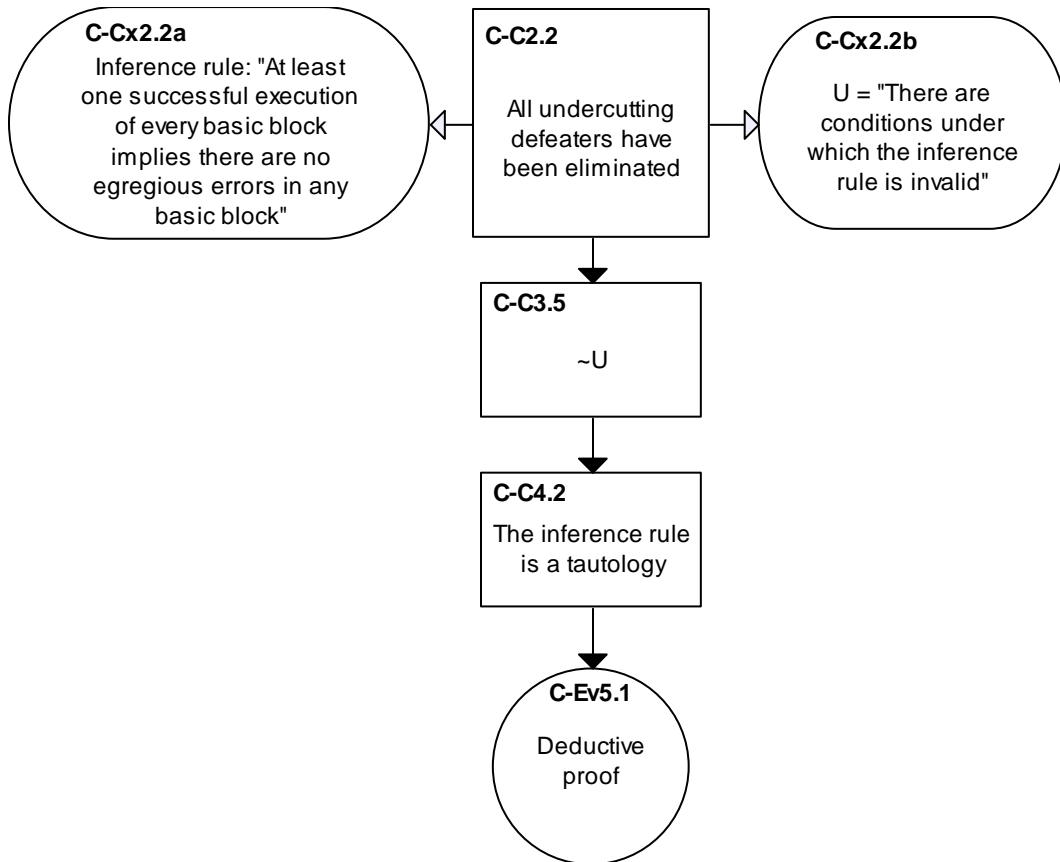 C-Cx2.2a
Inference rule: "At least
one successful execution
of every basic block
implies there are no
egregious errors in any
basic block"
C-C2.2
All undercutting
defeaters have
been eliminated
C-Cx2.2b
U = "There are
conditions under
which the inference
rule is invalid"
C-C3.5
~U
C-C4.2
The inference rule
is a tautology
C-Ev5.1
Deductive
proof